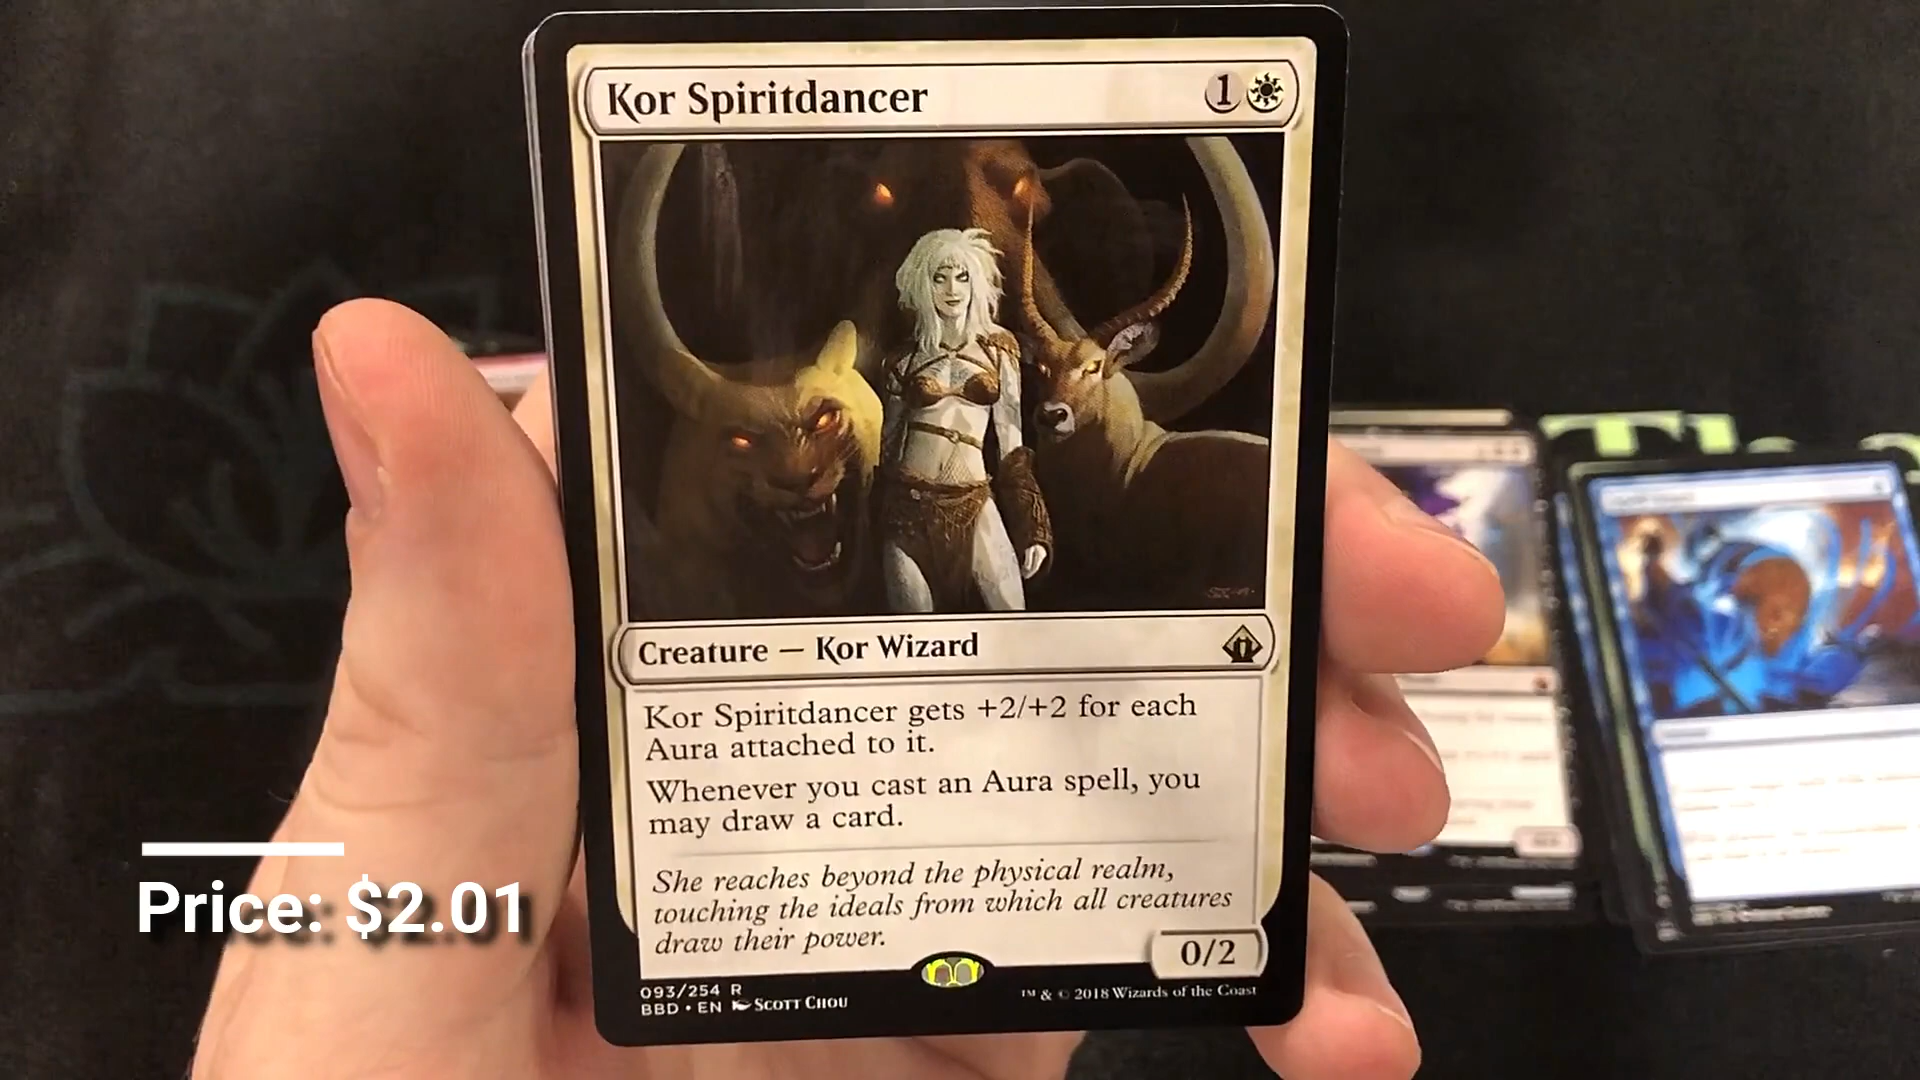 Kor Spiritdancer
1
Creature — Kor Wizard
Kor Spiritdancer gets +2/+2 for each
Aura attached to it.
Whenever you cast an Aura spell, you
may draw a card.
She reaches beyond the physical realm,
touching the ideals from which all creatures
draw their power.
0/2
093/254 R
BBD • EN Scott Chou
™ & © 2018 Wizards of the Coast
Price: $2.01